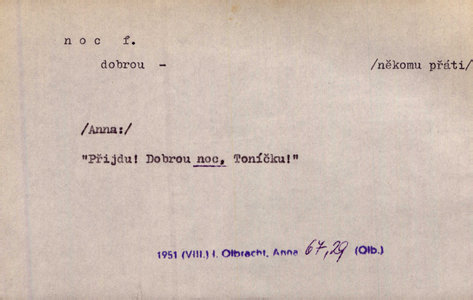 noc f.
dobrou - /někomu přáti/
/Anna:/
"Přijdu! Dobrou noc, Toníčku!"
1951 (VIII.) I. Olbracht, Anna 67,29 (Olb.)